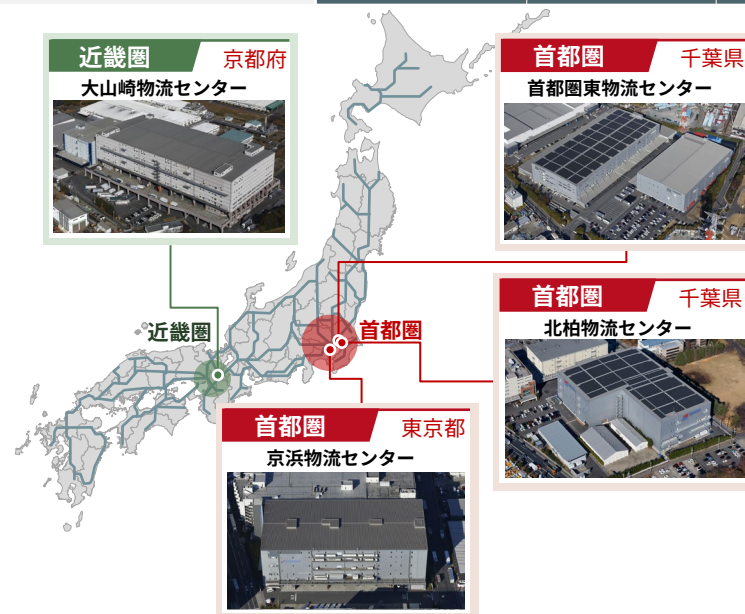 近畿圏 京都府
大山崎物流センター
首都圏 千葉県
首都圏東物流センター
首都圏 千葉県
北柏物流センター
近畿圏
首都圏
首都圏 東京都
京浜物流センター